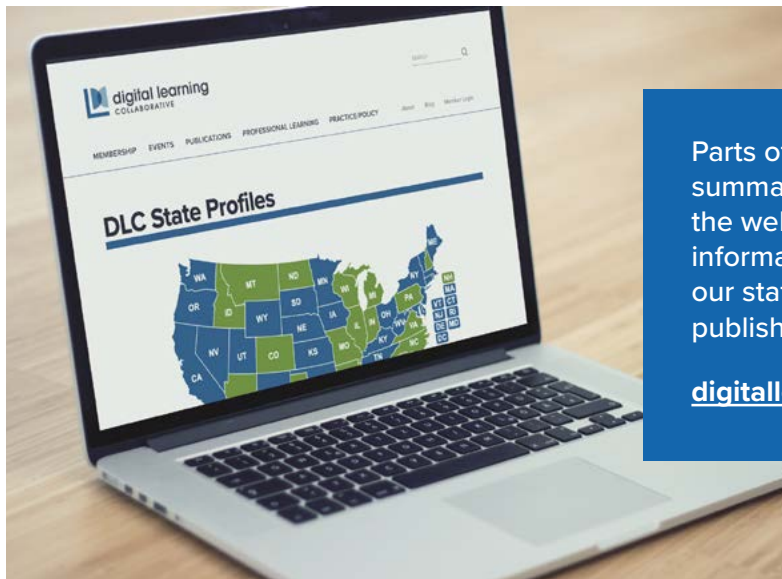 digital learning
COLLABORATIVE
Search
MEMBERSHIP EVENTS PUBLICATIONS PROFESSIONAL LEARNING PRACTICE/POLICY About Blog Member Login
DLC State Profiles
WA MT ND MN ME
OR ID WY SD WI MI NY NH
MA
NV UT CO NE IA IL IN OH PA VT CT
NJ RI
CA KS MO KY WV VA DE MD
TN NC DC
Parts of
summa
the wel
informa
our stat
publish
digitall